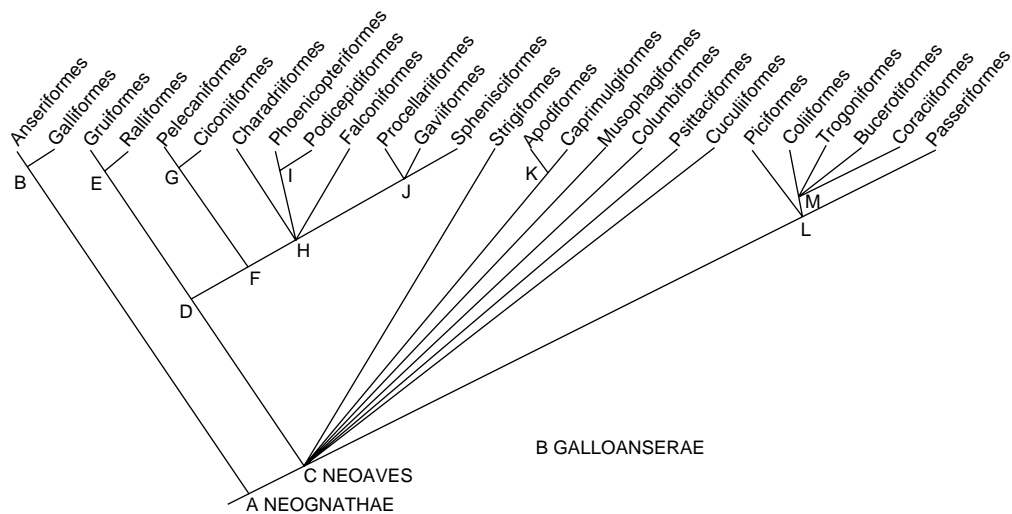 Anseriformes
Galliformes
Gruiformes
Ralliformes
Pelecaniformes
Ciconiiformes
Charadriiformes
Phoenicopteriformes
Podicepidiformes
Falconiformes
Procellariiformes
Gaviiformes
Sphenisciformes
Strigiformes
Apodiformes
Caprimulgiformes
Musophagiformes
Columbiformes
Psittaciformes
Cuculiiformes
Piciformes
Coliiformes
Trogoniformes
Bucerotiformes
Coraciiformes
Passeriformes
B
E
G
I
J
K
M
L
H
F
D
B GALLOANSERAE
C NEOAVES
A NEOGNATHAE